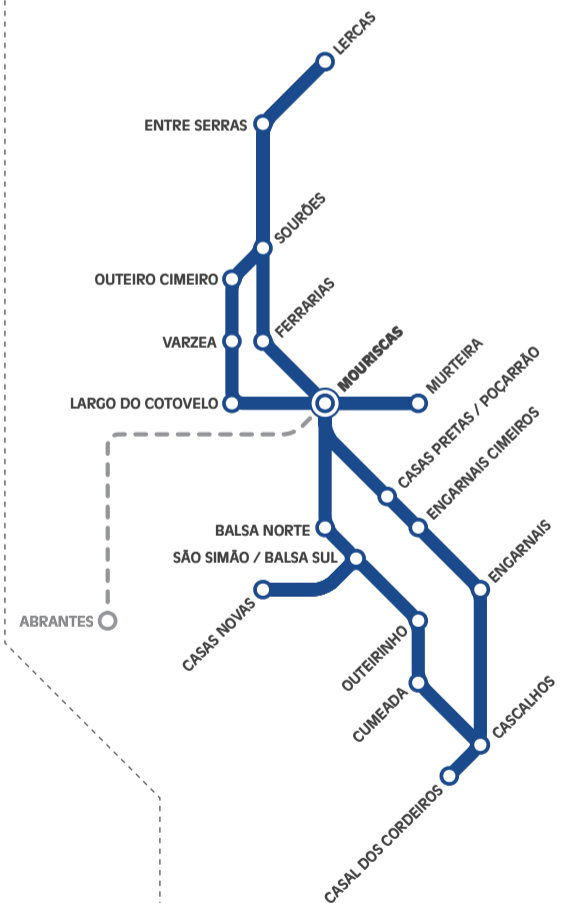 LERCAS
ENTRE SERRAS
SOURÕES
OUTEIRO CIMEIRO
FERRARIAS
VARZEA
MOURISCAS
MURTEIRA
LARGO DO COTOVELO
CASAS PRETAS / POÇARRÃO
ENGARNAIS CIMEIROS
BALSA NORTE
SÃO SIMÃO / BALSA SUL
ENGARNAIS
CASAS NOVAS
ABRANTES
OUTEIRINHO
CUMEADA
CASCALHOS
CASAL DOS CORDEIROS